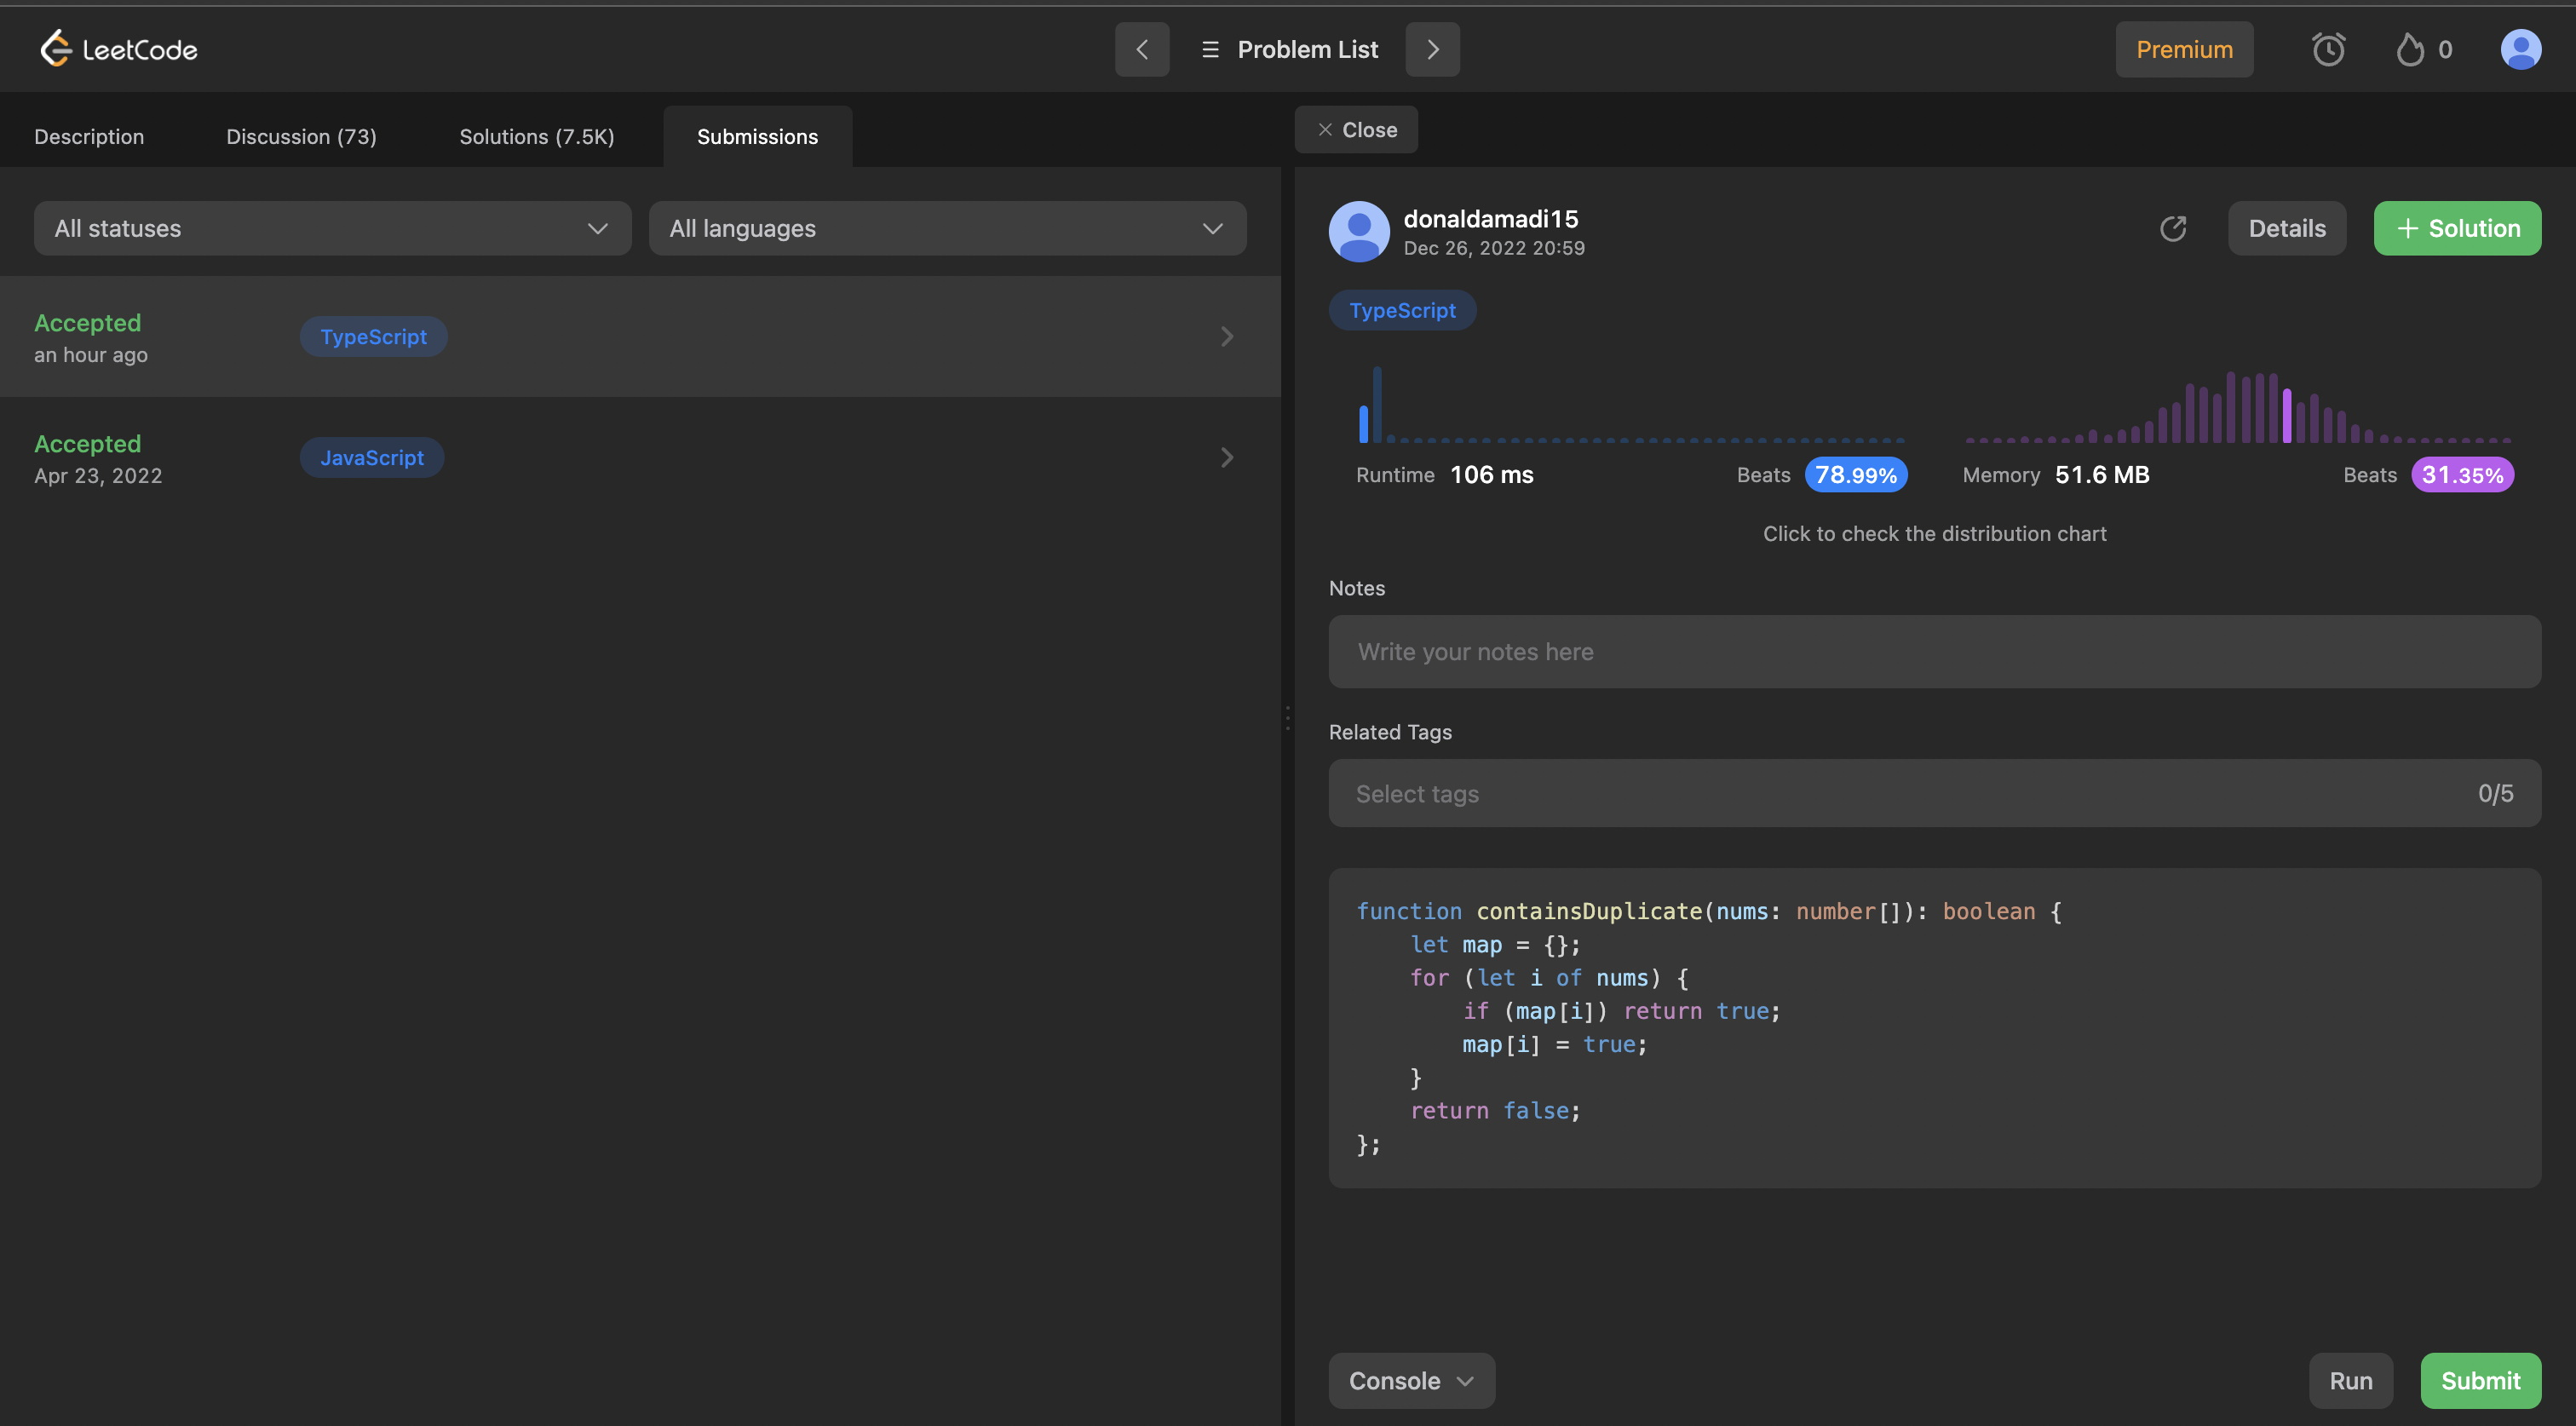 LeetCode
Problem List
Premium
0
Description
Discussion (73)
Solutions (7.5K)
Submissions
Close
All statuses
All languages
Accepted
an hour ago
TypeScript
Accepted
Apr 23, 2022
JavaScript
donaldamadi15
Dec 26, 2022 20:59
Details
+ Solution
TypeScript
Runtime 106 ms
Beats 78.99%
Memory 51.6 MB
Beats 31.35%
Click to check the distribution chart
Notes
Write your notes here
Related Tags
Select tags
0/5
function containsDuplicate(nums: number[]): boolean {
    let map = {};
    for (let i of nums) {
        if (map[i]) return true;
        map[i] = true;
    }
    return false;
};
Console
Run
Submit